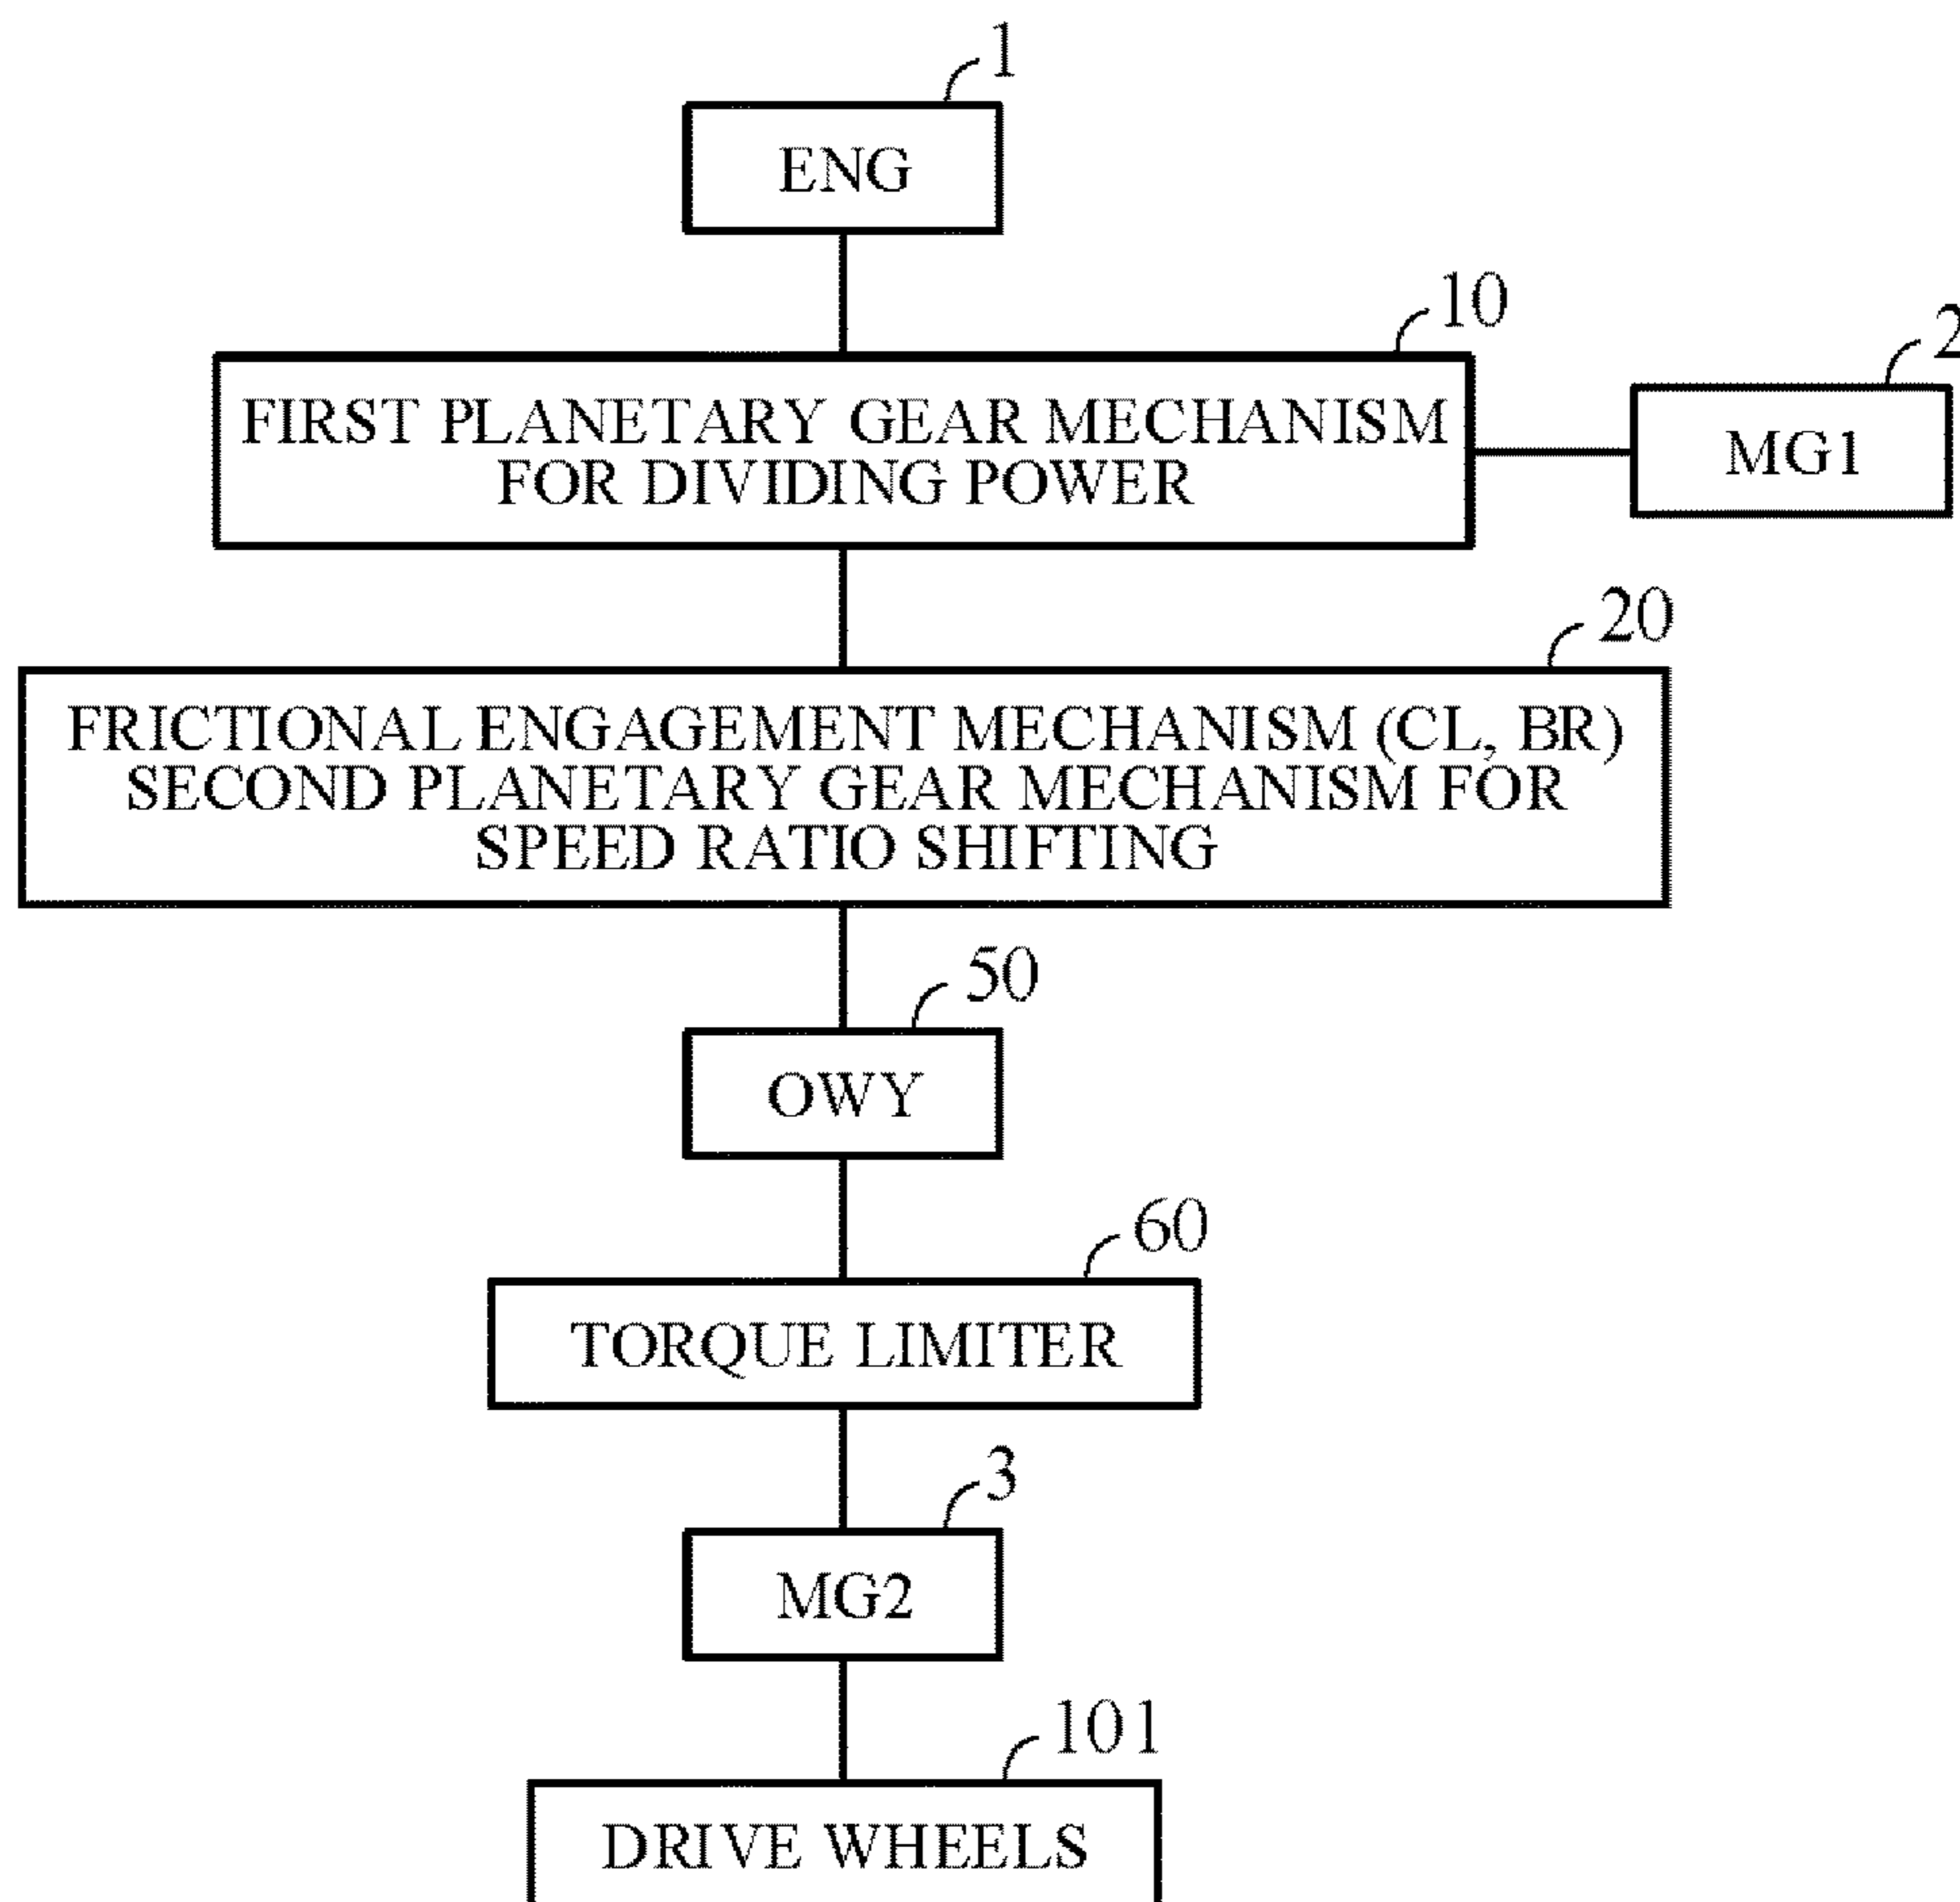 1
ENG
10
2
FIRST PLANETARY GEAR MECHANISM
FOR DIVIDING POWER
MG1
20
FRICTIONAL ENGAGEMENT MECHANISM (CL, BR)
SECOND PLANETARY GEAR MECHANISM FOR
SPEED RATIO SHIFTING
50
OWY
60
TORQUE LIMITER
3
MG2
101
DRIVE WHEELS